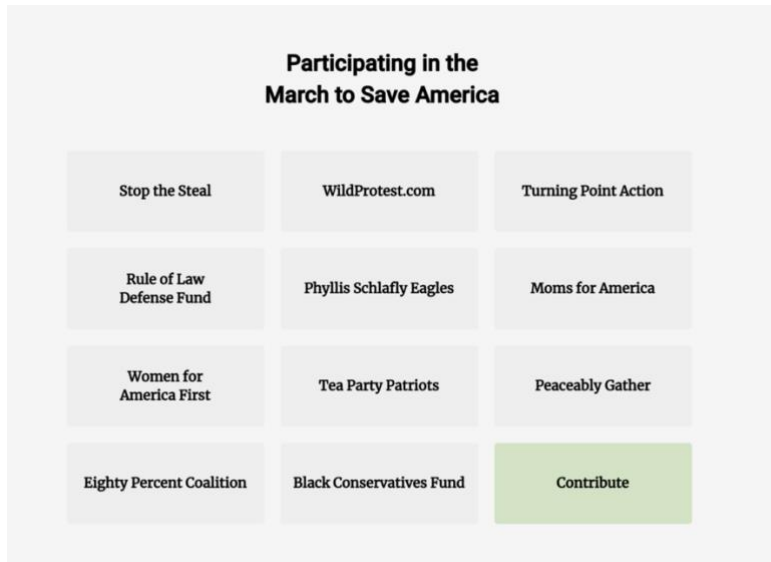 Participating in the
March to Save America
Stop the Steal
WildProtest.com
Turning Point Action
Rule of Law
Defense Fund
Phyllis Schlafly Eagles
Moms for America
Women for
America First
Tea Party Patriots
Peaceably Gather
Eighty Percent Coalition
Black Conservatives Fund
Contribute